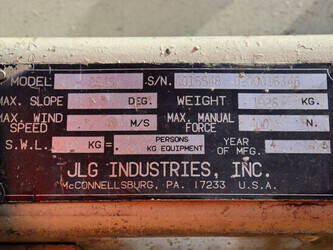 MODEL S/N
MAX. SLOPE DEG. WEIGHT KG.
MAX. WIND SPEED M/S MAX. MANUAL FORCE N.
S.W.L. KG = PERSONS KG EQUIPMENT YEAR OF MFG.
JLG INDUSTRIES, INC.
McCONNELLSBURG, PA. 17233 U.S.A.